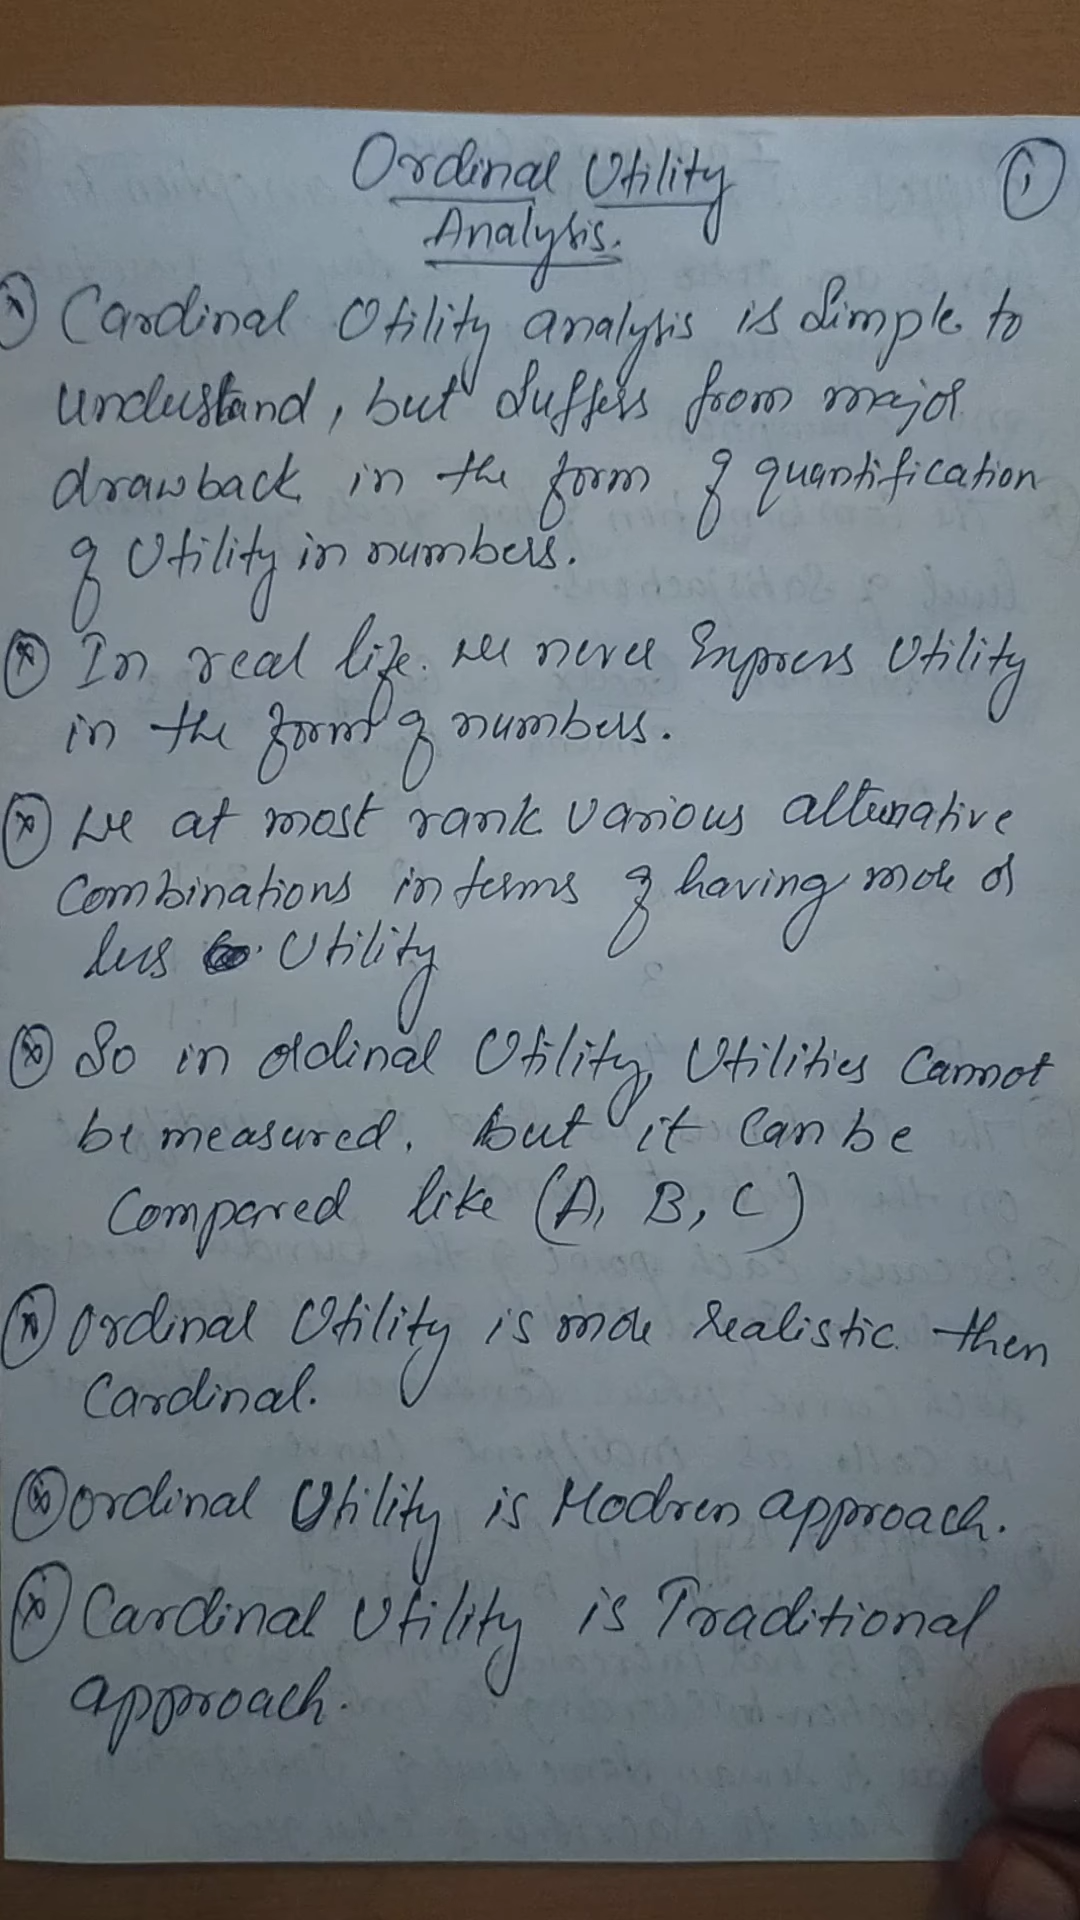 Ordinal Utility
Analysis.
1
Cardinal Utility analysis is Simple to
understand, but Suffers from major
drawback in the form of quantification
of Utility in numbers.
In real life. we never Express Utility
in the form of numbers.
we at most rank various alternative
Combinations in terms of having more or
less Utility
So in ordinal Utility, Utilities Cannot
be measured, but it Can be
Compared like (A, B, C)
Ordinal Utility is more realistic then
Cardinal.
ordinal Utility is Modren approach.
Cardinal Utility is Traditional
approach.